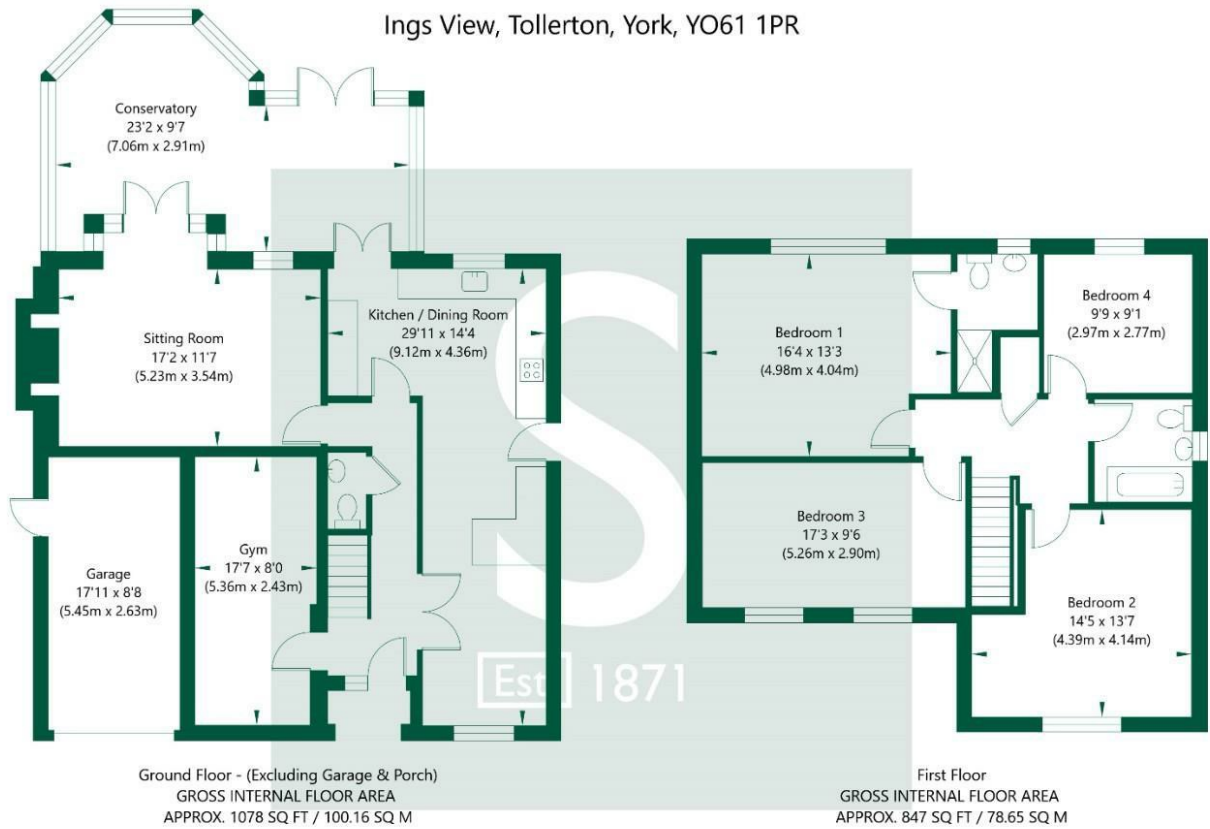 Ings View, Tollerton, York, YO61 1PR
Conservatory
23'2 x 9'7
(7.06m x 2.91m)
Sitting Room
17'2 x 11'7
(5.23m x 3.54m)
Kitchen / Dining Room
29'11 x 14'4
(9.12m x 4.36m)
Gym
17'7 x 8'0
(5.36m x 2.43m)
Garage
17'11 x 8'8
(5.45m x 2.63m)
Bedroom 1
16'4 x 13'3
(4.98m x 4.04m)
Bedroom 4
9'9 x 9'1
(2.97m x 2.77m)
Bedroom 3
17'3 x 9'6
(5.26m x 2.90m)
Bedroom 2
14'5 x 13'7
(4.39m x 4.14m)
S
Est. 1871
Ground Floor - (Excluding Garage & Porch)
GROSS INTERNAL FLOOR AREA
APPROX. 1078 SQ FT / 100.16 SQ M
First Floor
GROSS INTERNAL FLOOR AREA
APPROX. 847 SQ FT / 78.65 SQ M